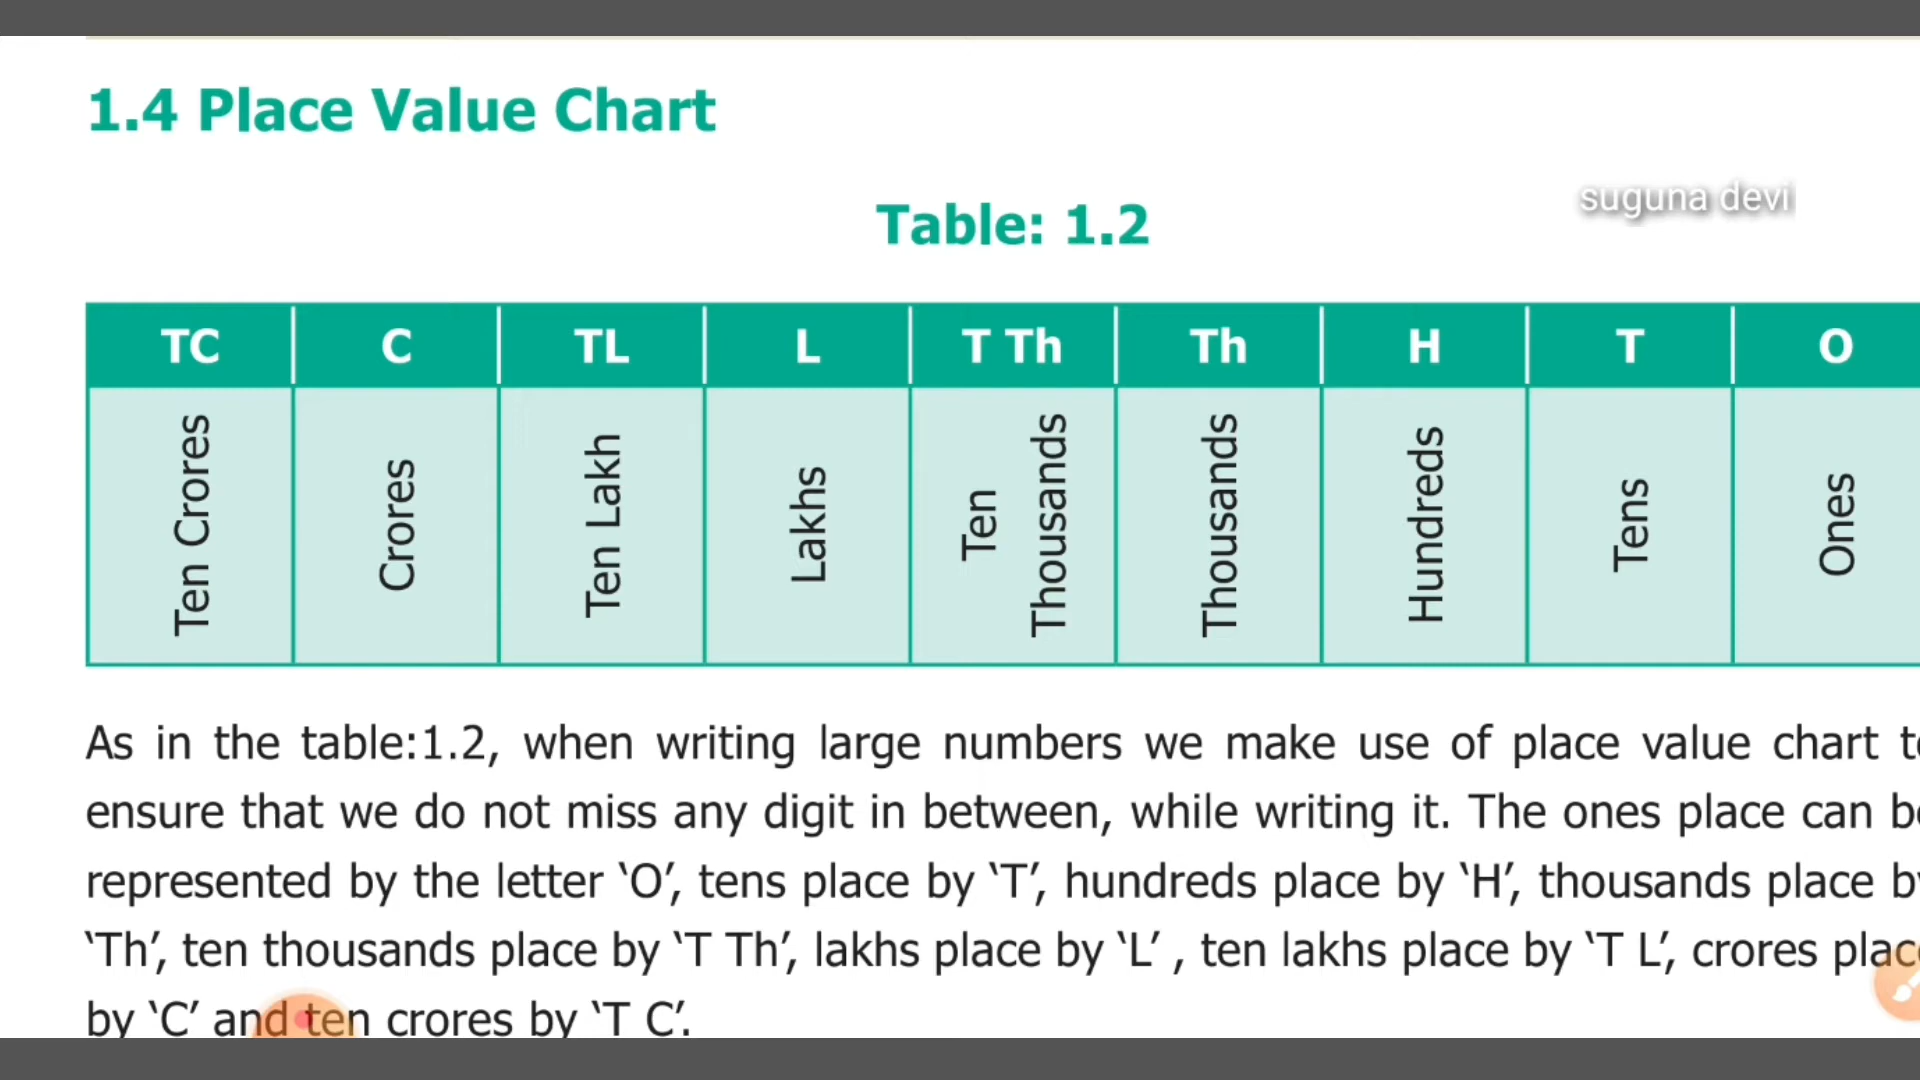 1.4 Place Value Chart
suguna devi
Table: 1.2
TC C TL L T Th Th H T O
Ten Crores Crores Ten Lakh Lakhs Ten Thousands Thousands Hundreds Tens Ones
As in the table:1.2, when writing large numbers we make use of place value chart
ensure that we do not miss any digit in between, while writing it. The ones place can
represented by the letter ‘O’, tens place by ‘T’, hundreds place by ‘H’, thousands place
‘Th’, ten thousands place by ‘T Th’, lakhs place by ‘L’ , ten lakhs place by ‘T L’, crores
by ‘C’ and ten crores by ‘T C’.